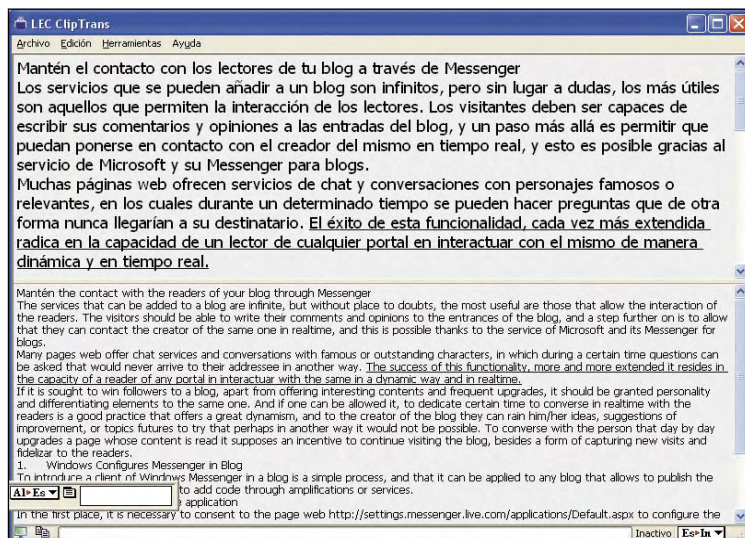 LEC ClipTrans
Archivo Edición Herramientas Ayuda
Mantén el contacto con los lectores de tu blog a través de Messenger
Los servicios que se pueden añadir a un blog son infinitos, pero sin lugar a dudas, los más útiles
son aquellos que permiten la interacción de los lectores. Los visitantes deben ser capaces de
escribir sus comentarios y opiniones a las entradas del blog, y un paso más allá es permitir que
puedan ponerse en contacto con el creador del mismo en tiempo real, y esto es posible gracias al
servicio de Microsoft y su Messenger para blogs.
Muchas páginas web ofrecen servicios de chat y conversaciones con personajes famosos o
relevantes, en los cuales durante un determinado tiempo se pueden hacer preguntas que de otra
forma nunca llegarían a su destinatario. El éxito de esta funcionalidad, cada vez más extendida
radica en la capacidad de un lector de cualquier portal en interactuar con el mismo de manera
dinámica y en tiempo real.
Mantén the contact with the readers of your blog through Messenger
The services that can be added to a blog are infinite, but without place to doubts, the most useful are those that allow the interaction of
the readers. The visitors should be able to write their comments and opinions to the entrances of the blog, and a step further on is to allow
that they can contact the creator of the same one in realtime, and this is possible thanks to the service of Microsoft and its Messenger for
blogs.
Many pages web offer chat services and conversations with famous or outstanding characters, in which during a certain time questions can
be asked that would never arrive to their addressee in another way. The success of this functionality, more and more extended it resides in
the capacity of a reader of any portal in interactuar with the same in a dynamic way and in realtime.
If it is sought to win followers to a blog, apart from offering interesting contents and frequent upgrades, it should be granted personality
and differentiating elements to the same one. And if one can be allowed it, to dedicate certain time to converse in realtime with the
readers is a good practice that offers a great dynamism, and to the creator of the blog they can rain him/her ideas, suggestions of
improvement, or topics futures to try that perhaps in another way it would not be possible. To converse with the person that day by day
upgrades a page whose content is read it supposes an incentive to continue visiting the blog, besides a form of capturing new visits and
fidelizar to the readers.
1. Windows Configures Messenger in Blog
To introduce a client of Windows Messenger in a blog is a simple process, and that it can be applied to any blog that allows to publish the
Al▸Es to add code through amplifications or services.
e application
In the first place, it is necessary to consent to the page web http://settings.messenger.live.com/applications/Default.aspx to configure the
Inactivo Es▸In